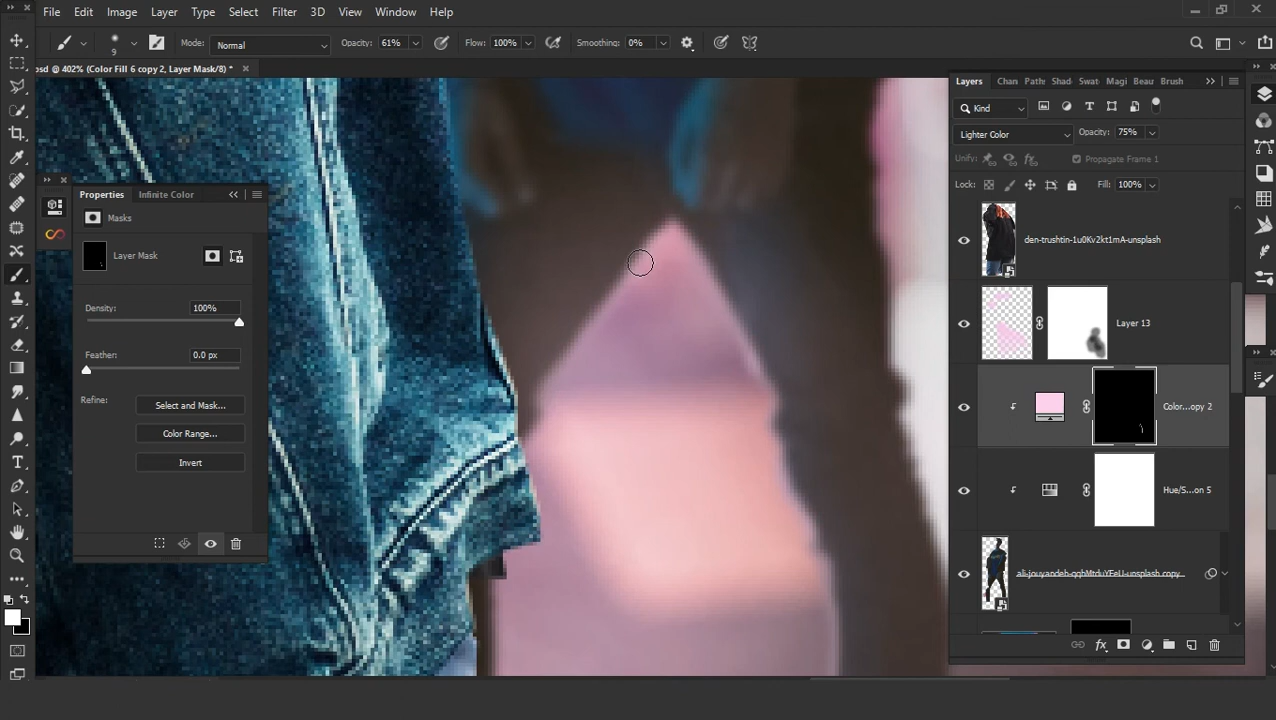 File Edit Image Layer Type Select Filter 3D View Window Help
9 Mode: Normal Opacity: 61% Flow: 100% Smoothing: 0%
psd @ 402% (Color Fill 6 copy 2, Layer Mask/8) *
Layers Chan Path Shad Swat Magi Beau Brush
Kind
Lighter Color Opacity: 75%
Unify: Propagate Frame 1
Lock: Fill: 100%
den-trushtin-1u0Kv2kt1mA-unsplash
Layer 13
Color...opy 2
Hue/S...on 5
Properties Infinite Color
Masks
Layer Mask
Density: 100%
Feather: 0.0 px
Refine: Select and Mask...
Color Range...
Invert